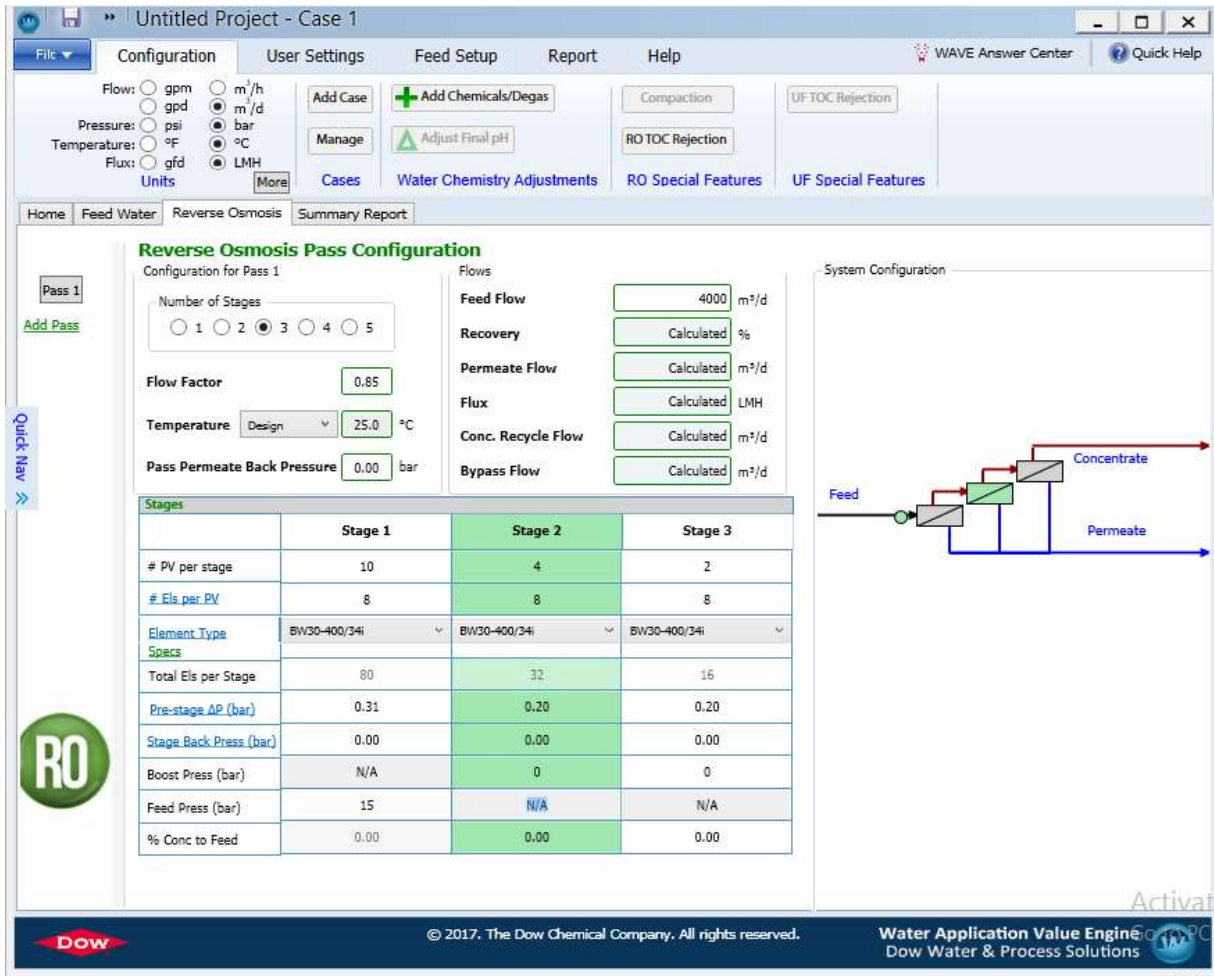 » Untitled Project - Case 1
File Configuration User Settings Feed Setup Report Help WAVE Answer Center Quick Help
Flow: gpm m³/h
gpd m³/d
Pressure: psi bar
Temperature: °F °C
Flux: gfd LMH
Units More
Add Case
Manage
Cases
Add Chemicals/Degas
Adjust Final pH
Water Chemistry Adjustments
Compaction
RO TOC Rejection
RO Special Features
UF TOC Rejection
UF Special Features
Home Feed Water Reverse Osmosis Summary Report
Pass 1
Add Pass
Quick Nav »
Reverse Osmosis Pass Configuration
Configuration for Pass 1
Number of Stages
1 2 3 4 5
Flow Factor 0.85
Temperature Design 25.0 °C
Pass Permeate Back Pressure 0.00 bar
Flows
Feed Flow 4000 m³/d
Recovery Calculated %
Permeate Flow Calculated m³/d
Flux Calculated LMH
Conc. Recycle Flow Calculated m³/d
Bypass Flow Calculated m³/d
System Configuration
Feed
Concentrate
Permeate
Stages
Stage 1 Stage 2 Stage 3
# PV per stage 10 4 2
# Els per PV 8 8 8
Element Type BW30-400/34i BW30-400/34i BW30-400/34i
Specs
Total Els per Stage 80 32 16
Pre-stage ΔP (bar) 0.31 0.20 0.20
Stage Back Press (bar) 0.00 0.00 0.00
Boost Press (bar) N/A 0 0
Feed Press (bar) 15 N/A N/A
% Conc to Feed 0.00 0.00 0.00
RO
Activat
Go to PC
DOW © 2017. The Dow Chemical Company. All rights reserved. Water Application Value Engine
Dow Water & Process Solutions